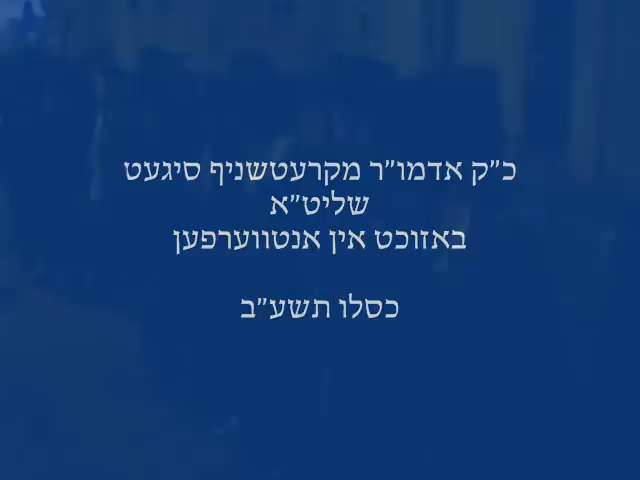 כ״ק אדמו״ר מקרעטשניף סיגעט
שליט״א
באזוכט אין אנטווערפען
כסלו תשע״ב